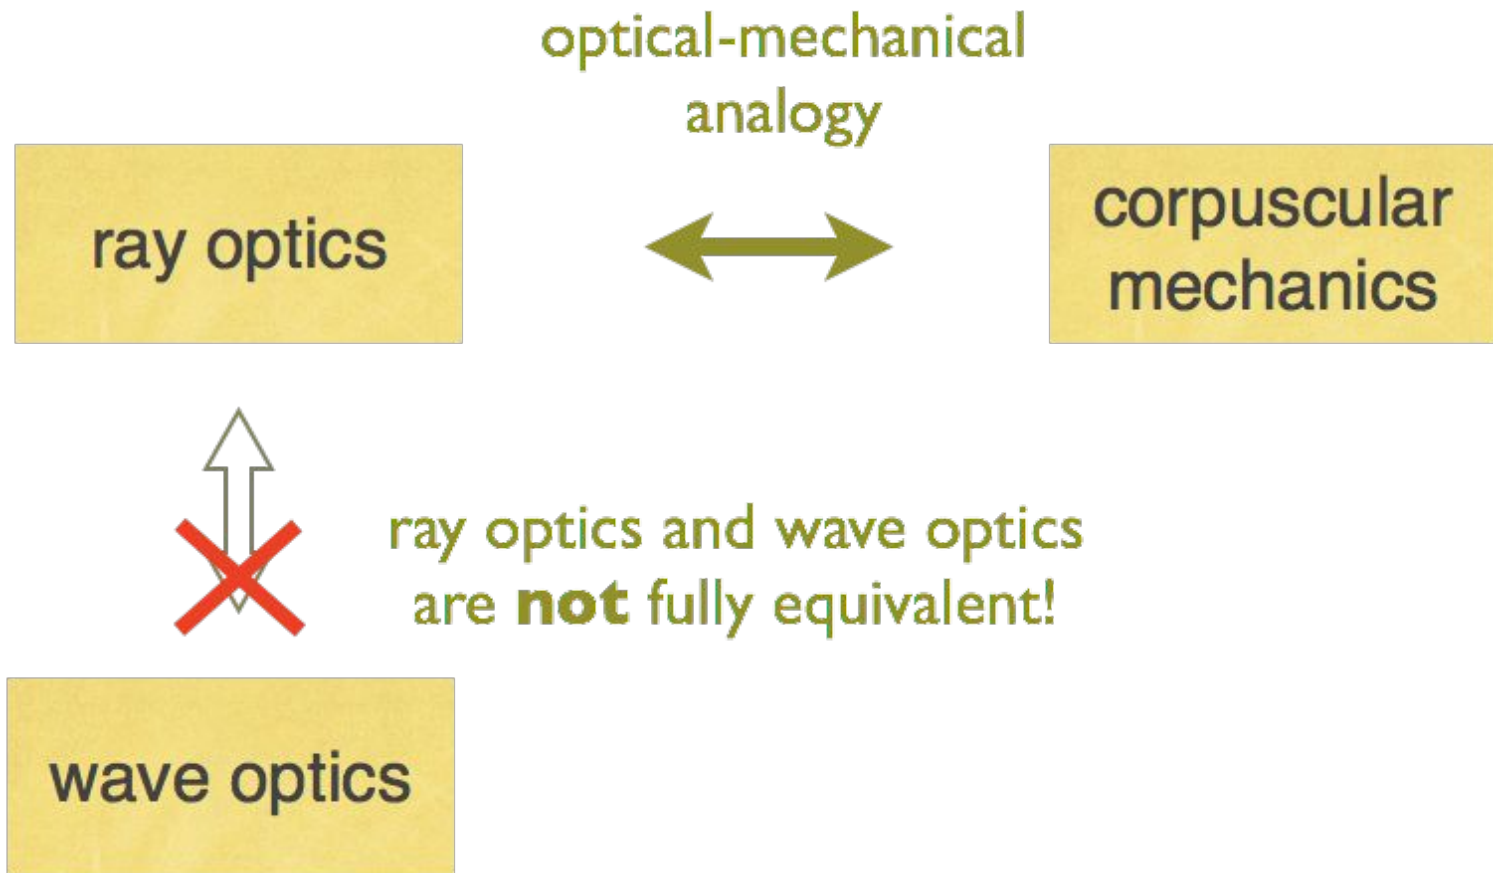 optical-mechanical
analogy
ray optics
corpuscular
mechanics
ray optics and wave optics
are not fully equivalent!
wave optics